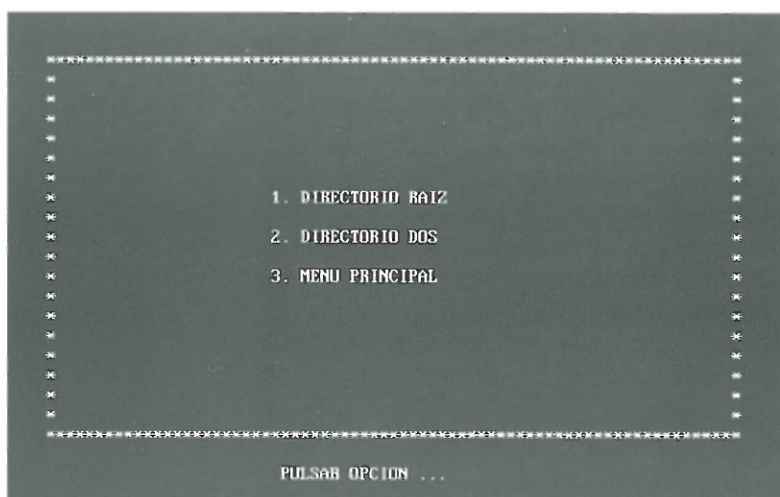 1. DIRECTORIO RAIZ
2. DIRECTORIO DOS
3. MENU PRINCIPAL
PULSAR OPCION ...